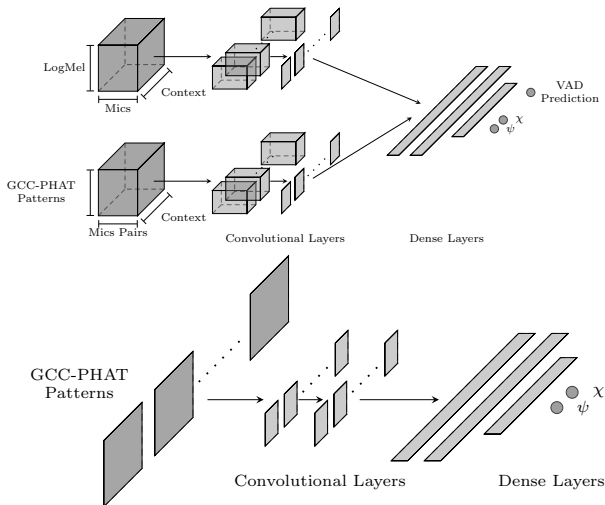 LogMel
Mics
Context
VAD
Prediction
χ
ψ
GCC-PHAT
Patterns
Mics Pairs
Context
Convolutional Layers
Dense Layers
GCC-PHAT
Patterns
χ
ψ
Convolutional Layers
Dense Layers